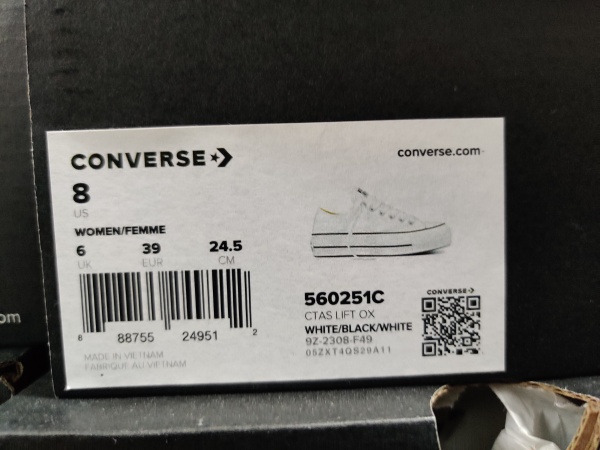 CONVERSE
converse.com
8
US
WOMEN/FEMME
6 39 24.5
UK EUR CM
8 88755 24951 2
MADE IN VIETNAM
FABRIQUÉ AU VIETNAM
560251C
CTAS LIFT OX
WHITE/BLACK/WHITE
9Z-2308-F49
05ZXT4QS29A11
CONVERSE
om